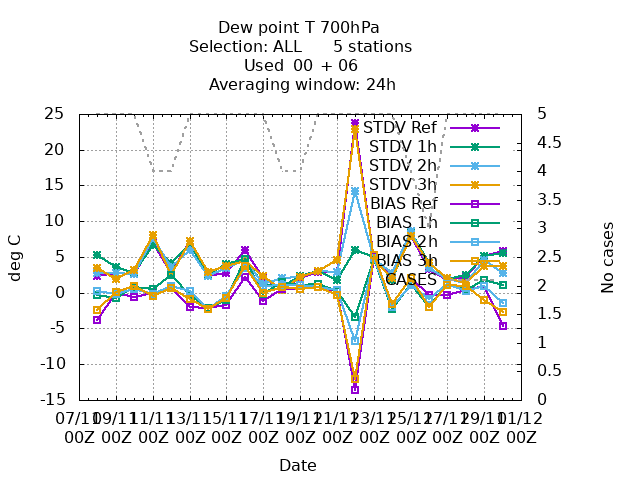 Dew point T 700hPa
Selection: ALL 5 stations
Used 00 + 06
Averaging window: 24h
25
20
15
10
5
0
-5
-10
-15
deg C
5
4.5
4
3.5
3
2.5
2
1.5
1
0.5
0
No cases
STDV Ref
STDV 1h
STDV 2h
STDV 3h
BIAS Ref
BIAS 1h
BIAS 2h
BIAS 3h
CASES
07/11 09/11 11/11 13/11 15/11 17/11 19/11 21/11 23/11 25/11 27/11 29/11 01/12
00Z 00Z 00Z 00Z 00Z 00Z 00Z 00Z 00Z 00Z 00Z 00Z 00Z
Date